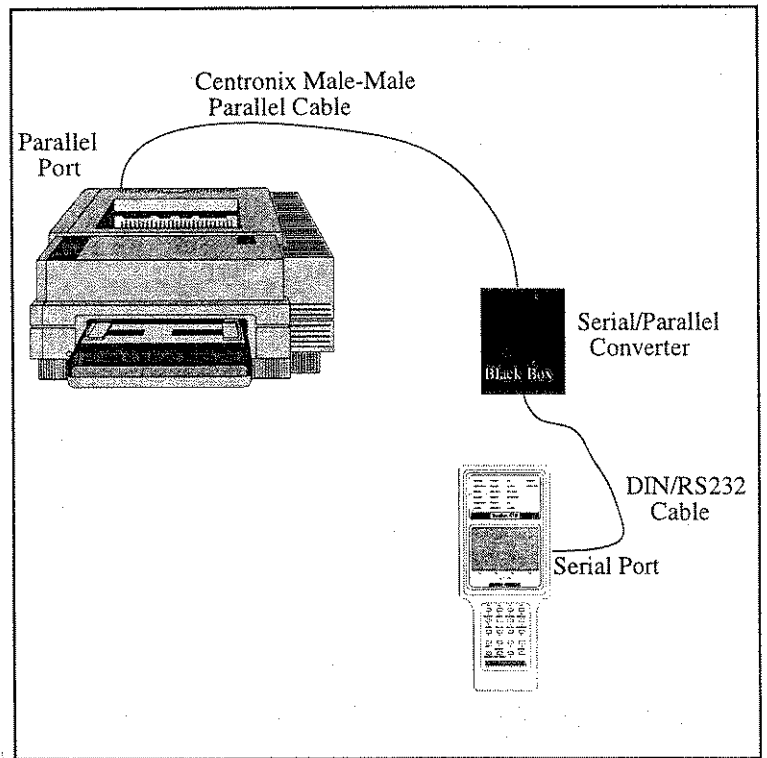 Centronix Male-Male
Parallel Cable
Parallel
Port
Serial/Parallel
Converter
Black Box
DIN/RS232
Cable
Serial Port